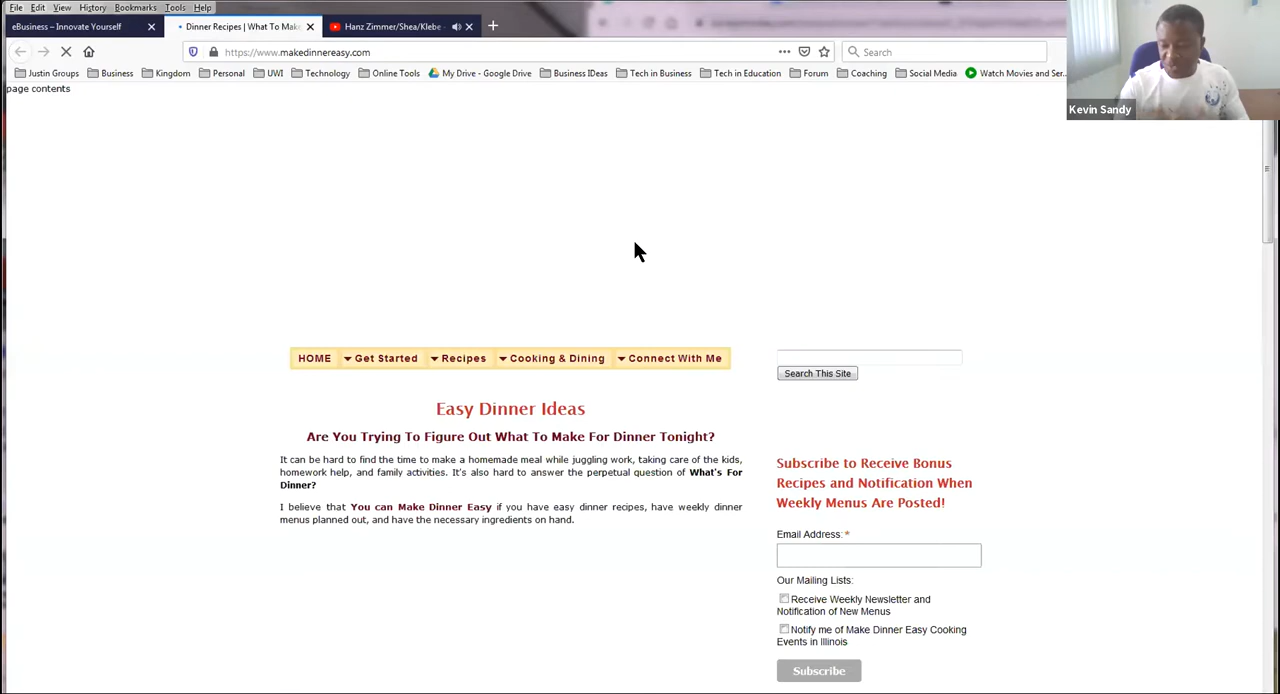 File Edit View History Bookmarks Tools Help
eBusiness – Innovate Yourself
Dinner Recipes | What To Mak
Hanz Zimmer/Shea/Klebe
https://www.makedinnereasy.com
Search
Justin Groups Business Kingdom Personal UWI Technology Online Tools My Drive - Google Drive Business IDeas Tech in Business Tech in Education Forum Coaching Social Media Watch Movies and Ser...
Kevin Sandy
page contents
HOME Get Started Recipes Cooking & Dining Connect With Me
Search This Site
Easy Dinner Ideas
Are You Trying To Figure Out What To Make For Dinner Tonight?
It can be hard to find the time to make a homemade meal while juggling work, taking care of the kids,
homework help, and family activities. It's also hard to answer the perpetual question of What's For
Dinner?
I believe that You can Make Dinner Easy if you have easy dinner recipes, have weekly dinner
menus planned out, and have the necessary ingredients on hand.
Subscribe to Receive Bonus
Recipes and Notification When
Weekly Menus Are Posted!
Email Address:*
Our Mailing Lists:
Receive Weekly Newsletter and
Notification of New Menus
Notify me of Make Dinner Easy Cooking
Events in Illinois
Subscribe